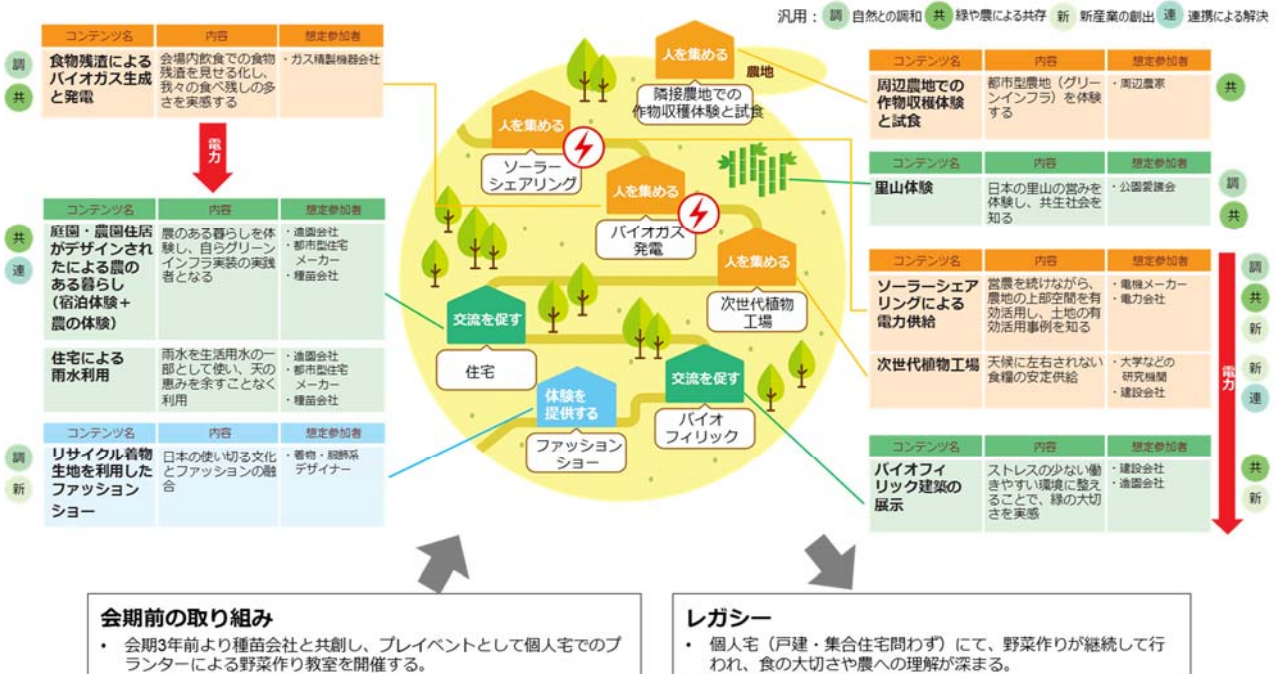 汎用：調 自然との調和 共 緑や農による共存 新 新産業の創出 連 連携による解決
コンテンツ名 内容 想定参加者
調
共
食物残渣による
バイオガス生成
と発電
会場内飲食での食物
残渣を見せる化し、
我々の食べ残しの多
さを実感する
・ガス精製機器会社
電力
コンテンツ名 内容 想定参加者
共
連
庭園・農園住居
がデザインされ
たによる農の
ある暮らし
（宿泊体験＋
農の体験）
農のある暮らしを体
験し、自らグリーン
インフラ実装の実践
者となる
・造園会社
・都市型住宅
メーカー
・種苗会社
住宅による
雨水利用
雨水を生活用水の一
部として使い、天の
恵みを余すことなく
利用
・造園会社
・都市型住宅
メーカー
・種苗会社
コンテンツ名 内容 想定参加者
調
新
リサイクル着物
生地を利用した
ファッション
ショー
日本の使い切る文化
とファッションの融
合
・着物・服飾系
デザイナー
人を集める
農地
隣接農地での
作物収穫体験と試食
人を集める
ソーラー
シェアリング
人を集める
バイオガス
発電
人を集める
次世代植物
工場
交流を促す
住宅
交流を促す
バイオ
フィリック
体験を
提供する
ファッション
ショー
コンテンツ名 内容 想定参加者
周辺農地での
作物収穫体験
と試食
都市型農地（グリー
ンインフラ）を体験
する
・周辺農家
共
コンテンツ名 内容 想定参加者
里山体験
日本の里山の営みを
体験し、共生社会を
知る
・公園愛護会
調
共
コンテンツ名 内容 想定参加者
ソーラーシェア
リングによる
電力供給
営農を続けながら、
農地の上部空間を有
効活用し、土地の有
効活用事例を知る
・電機メーカー
・電力会社
調
共
新
次世代植物工場
天候に左右されない
食糧の安定供給
・大学などの
研究機関
・建設会社
新
連
電力
コンテンツ名 内容 想定参加者
バイオフィ
リック建築の
展示
ストレスの少ない働
きやすい環境に整え
ることで、緑の大切
さを実感
・建設会社
・造園会社
共
新
会期前の取り組み
• 会期3年前より種苗会社と共創し、プレイベントとして個人宅でのプ
ランターによる野菜作り教室を開催する。
レガシー
• 個人宅（戸建・集合住宅問わず）にて、野菜作りが継続して行
われ、食の大切さや農への理解が深まる。